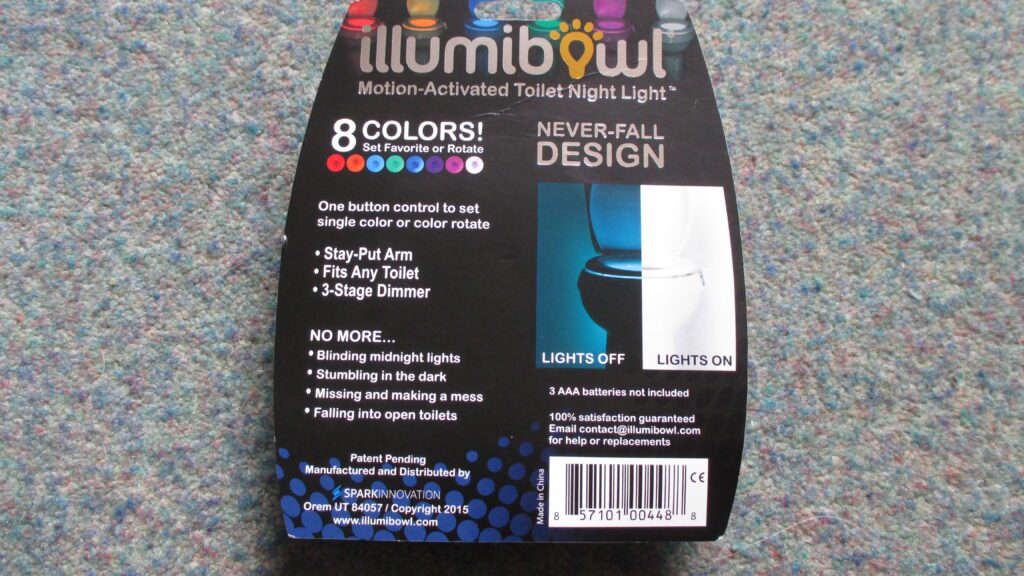 illumibowl
Motion-Activated Toilet Night Light™
8 COLORS!
Set Favorite or Rotate
One button control to set
single color or color rotate
• Stay-Put Arm
• Fits Any Toilet
• 3-Stage Dimmer
NO MORE...
• Blinding midnight lights
• Stumbling in the dark
• Missing and making a mess
• Falling into open toilets
Patent Pending
Manufactured and Distributed by
SPARKINNOVATION
Orem UT 84057 / Copyright 2015
www.illumibowl.com
NEVER-FALL
DESIGN
LIGHTS OFF
LIGHTS ON
3 AAA batteries not included
100% satisfaction guaranteed
Email contact@illumibowl.com
for help or replacements
Made in China
CE
8 57101 00448 8